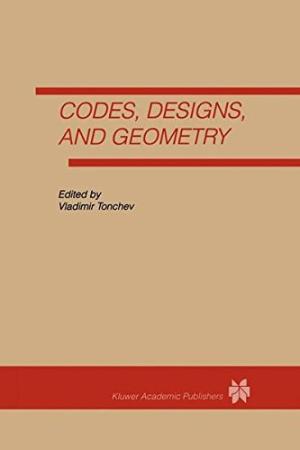 CODES, DESIGNS,
AND GEOMETRY
Edited by
Vladimir Tonchev
Kluwer Academic Publishers